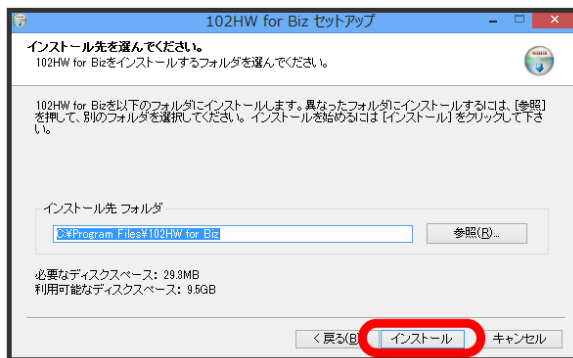 102HW for Biz セットアップ
インストール先を選んでください。
102HW for Bizをインストールするフォルダを選んでください。
102HW for Bizを以下のフォルダにインストールします。異なったフォルダにインストールするには、[参照]
を押して、別のフォルダを選択してください。インストールを始めるには [インストール] をクリックして下さ
い。
インストール先 フォルダ
C:¥Program Files¥102HW for Biz
参照(R)...
必要なディスクスペース: 29.3MB
利用可能なディスクスペース: 9.5GB
< 戻る(B)
インストール
キャンセル